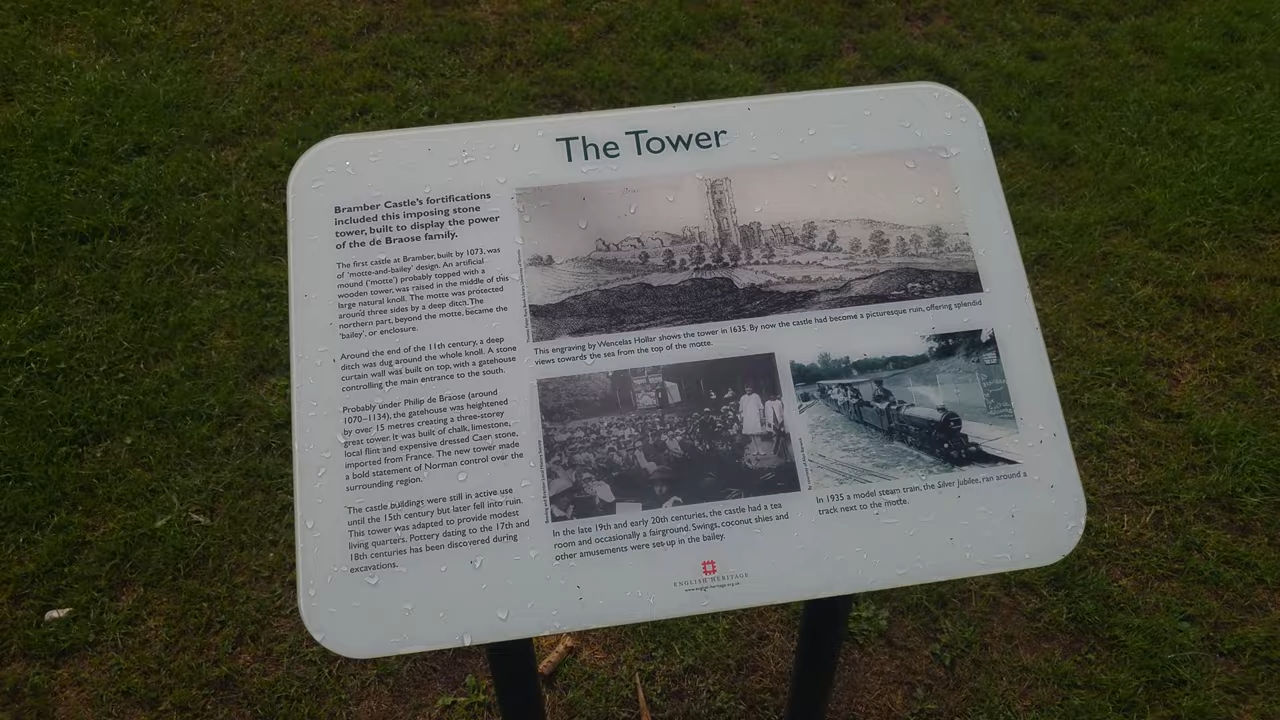 The Tower
Bramber Castle's fortifications
included this imposing stone
tower, built to display the power
of the de Braose family.
The first castle at Bramber, built by 1073, was
of 'motte-and-bailey' design. An artificial
mound ('motte') probably topped with a
wooden tower, was raised in the middle of this
large natural knoll. The motte was protected
around three sides by a deep ditch. The
northern part, beyond the motte, became the
'bailey', or enclosure.
Around the end of the 11th century, a deep
ditch was dug around the whole knoll. A stone
curtain wall was built on top, with a gatehouse
controlling the main entrance to the south.
Probably under Philip de Braose (around
1070–1134), the gatehouse was heightened
by over 15 metres creating a three-storey
great tower. It was built of chalk, limestone,
local flint and expensive dressed Caen stone,
imported from France. The new tower made
a bold statement of Norman control over the
surrounding region.
The castle buildings were still in active use
until the 15th century but later fell into ruin.
This tower was adapted to provide modest
living quarters. Pottery dating to the 17th and
18th centuries has been discovered during
excavations.
This engraving by Wencelas Hollar shows the tower in 1635. By now the castle had become a picturesque ruin, offering splendid
views towards the sea from the top of the motte.
In the late 19th and early 20th centuries, the castle had a tea
room and occasionally a fairground. Swings, coconut shies and
other amusements were set up in the bailey.
In 1935 a model steam train, the Silver Jubilee, ran around a
track next to the motte.
ENGLISH HERITAGE
www.english-heritage.org.uk